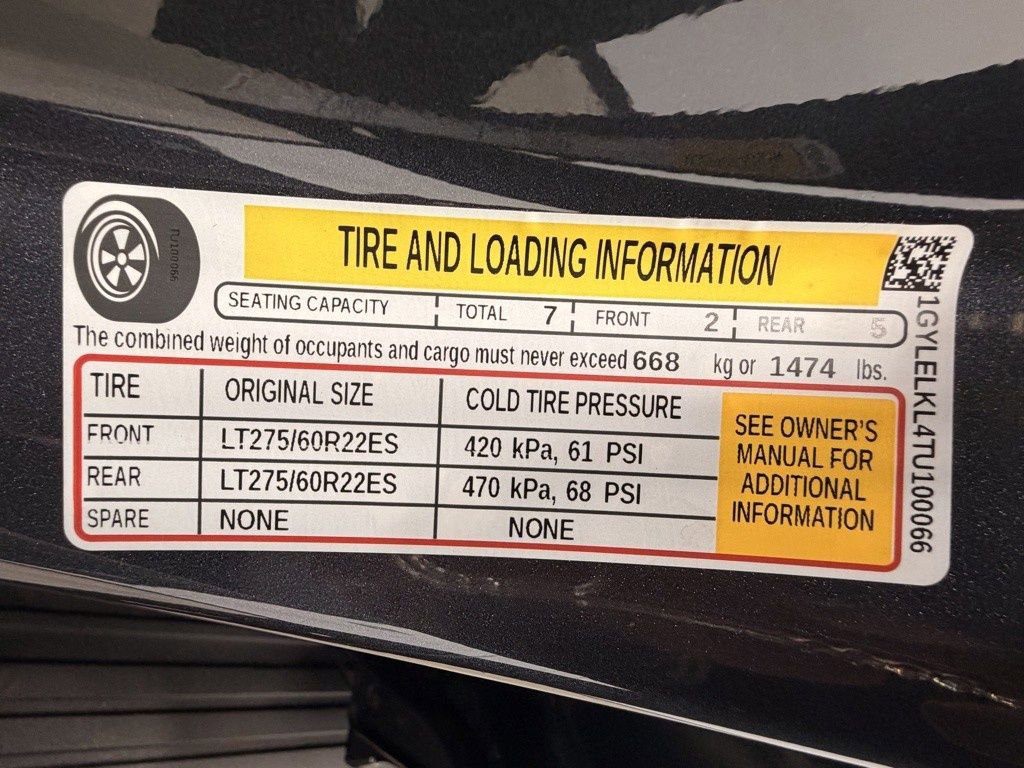 TIRE AND LOADING INFORMATION
TU100066
SEATING CAPACITY TOTAL 7 FRONT 2 REAR 5
The combined weight of occupants and cargo must never exceed 668 kg or 1474 lbs.
TIRE ORIGINAL SIZE COLD TIRE PRESSURE
FRONT LT275/60R22ES 420 kPa, 61 PSI
REAR LT275/60R22ES 470 kPa, 68 PSI
SPARE NONE NONE
SEE OWNER'S
MANUAL FOR
ADDITIONAL
INFORMATION
1GYLELKL4TU100066